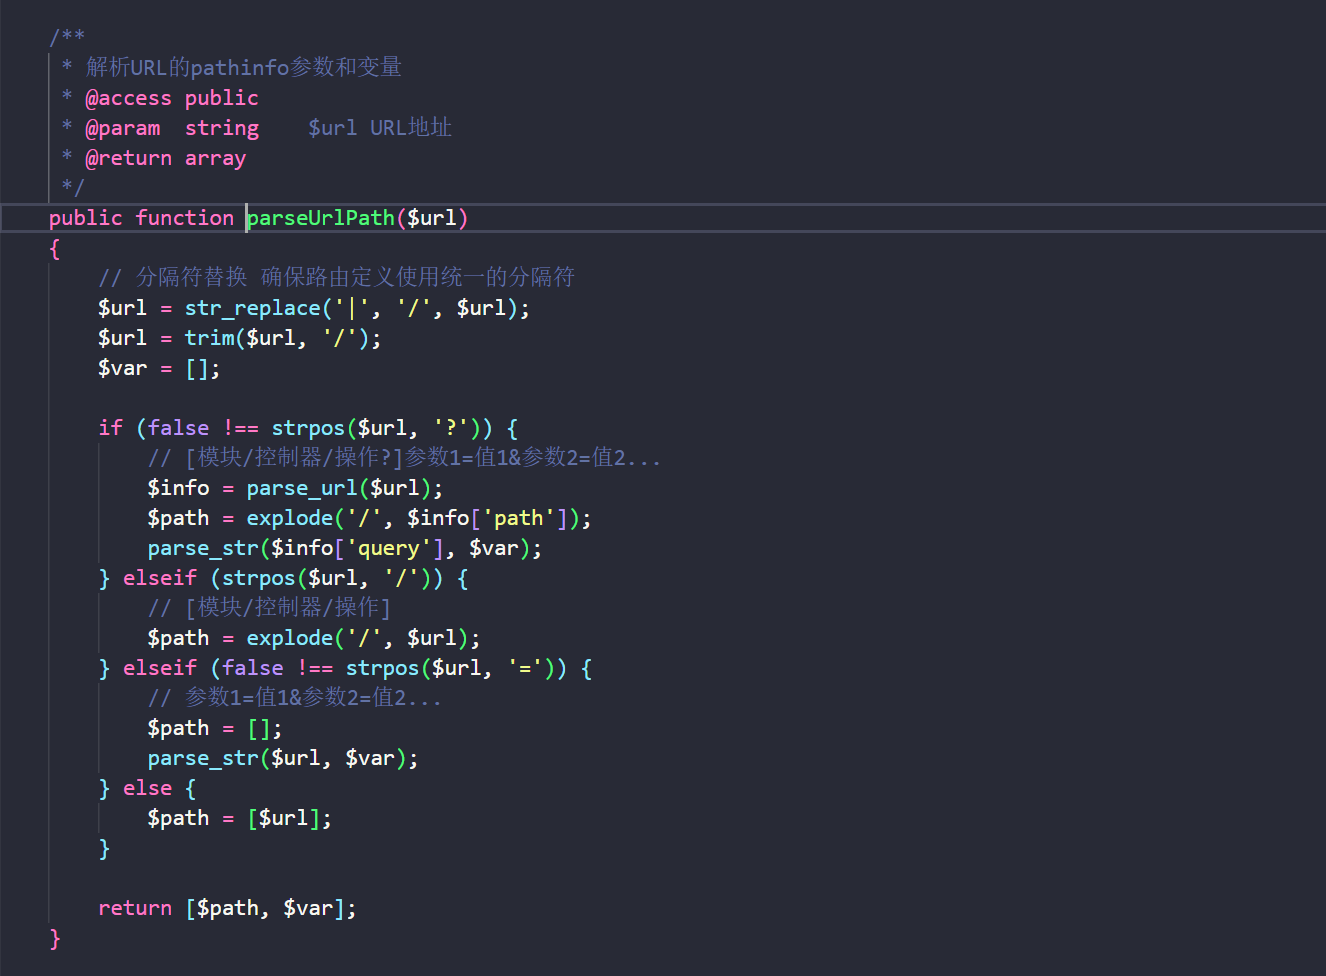 /**
 * 解析URL的pathinfo参数和变量
 * @access public
 * @param  string    $url URL地址
 * @return array
 */
public function parseUrlPath($url)
{
    // 分隔符替换 确保路由定义使用统一的分隔符
    $url = str_replace('|', '/', $url);
    $url = trim($url, '/');
    $var = [];

    if (false !== strpos($url, '?')) {
        // [模块/控制器/操作?]参数1=值1&参数2=值2...
        $info = parse_url($url);
        $path = explode('/', $info['path']);
        parse_str($info['query'], $var);
    } elseif (strpos($url, '/')) {
        // [模块/控制器/操作]
        $path = explode('/', $url);
    } elseif (false !== strpos($url, '=')) {
        // 参数1=值1&参数2=值2...
        $path = [];
        parse_str($url, $var);
    } else {
        $path = [$url];
    }

    return [$path, $var];
}